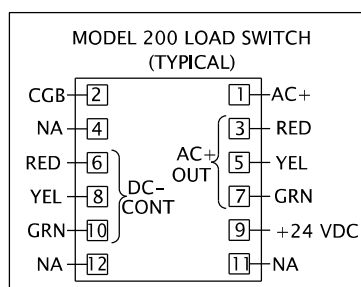 MODEL 200 LOAD SWITCH
(TYPICAL)
CGB 2 1 AC+
NA 4 3 RED
RED 6 5 YEL
YEL 8 7 GRN
GRN 10 9 +24 VDC
NA 12 11 NA
DC-
CONT
AC+
OUT